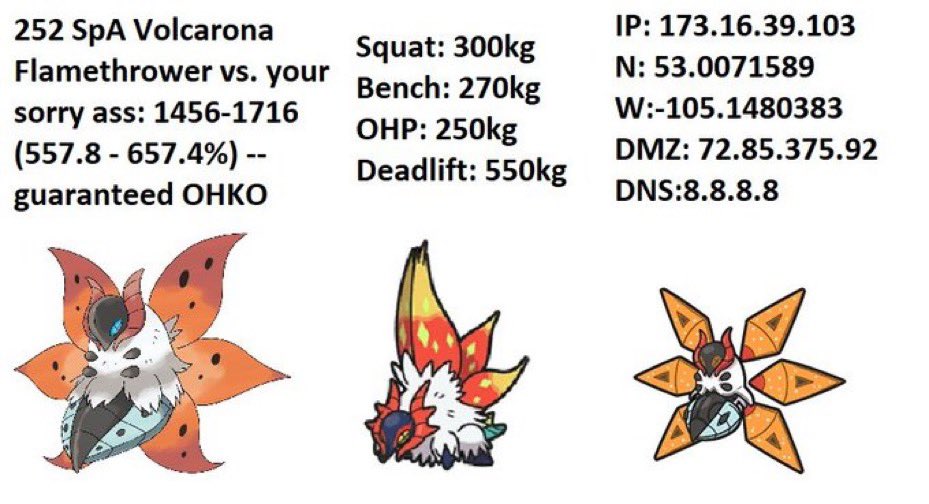 252 SpA Volcarona
Flamethrower vs. your
sorry ass: 1456-1716
(557.8 - 657.4%) --
guaranteed OHKO
Squat: 300kg
Bench: 270kg
OHP: 250kg
Deadlift: 550kg
IP: 173.16.39.103
N: 53.0071589
W:-105.1480383
DMZ: 72.85.375.92
DNS:8.8.8.8